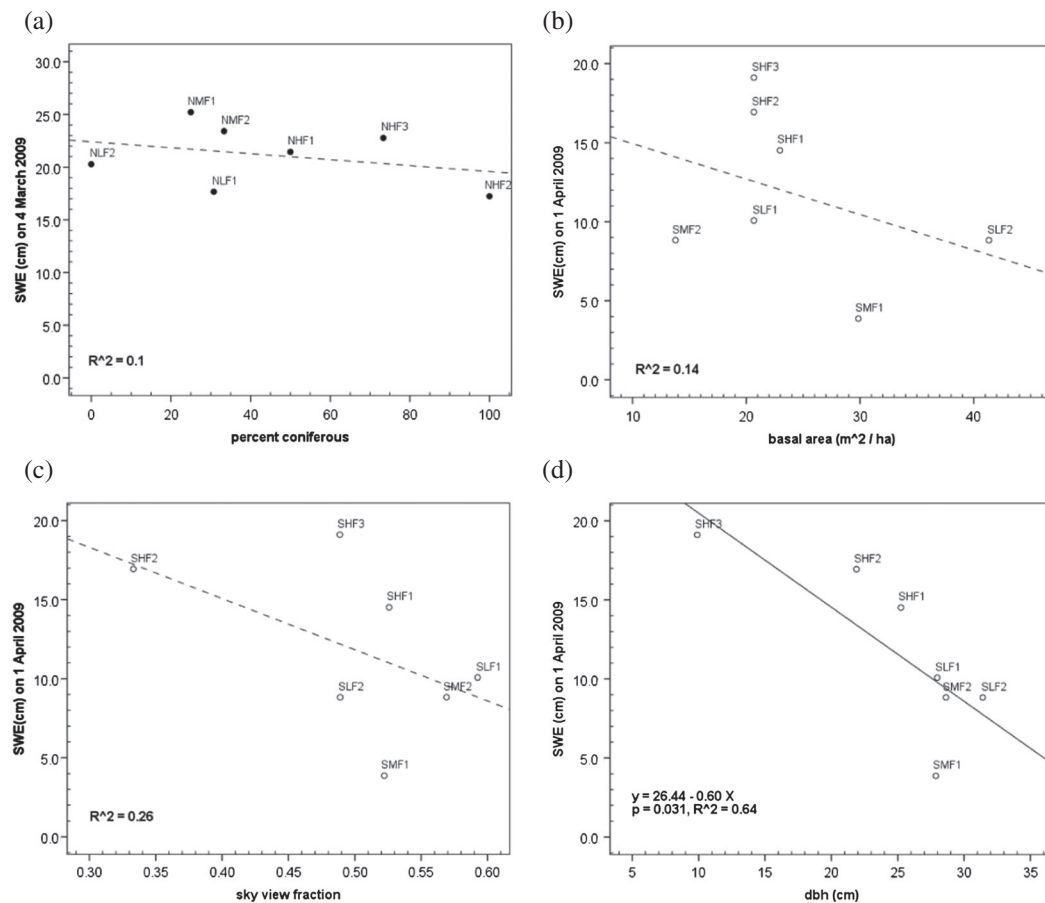 (a)
SWE (cm) on 4 March 2009
30.0
25.0
20.0
15.0
10.0
5.0
0.0
NMF1
NMF2
NHF3
NHF1
NLF2
NLF1
NHF2
R^2 = 0.1
0 20 40 60 80 100
percent coniferous
(b)
SWE(cm) on 1 April 2009
20.0
15.0
10.0
5.0
0.0
SHF3
SHF2
SHF1
SLF1
SMF2
SLF2
SMF1
R^2 = 0.14
10 20 30 40
basal area (m^2 / ha)
(c)
SWE(cm) on 1 April 2009
20.0
15.0
10.0
5.0
0.0
SHF3
SHF2
SHF1
SLF1
SLF2 SMF2
SMF1
R^2 = 0.26
0.30 0.35 0.40 0.45 0.50 0.55 0.60
sky view fraction
(d)
SWE (cm) on 1 April 2009
20.0
15.0
10.0
5.0
0.0
SHF3
SHF2
SHF1
SLF1
SMF2 SLF2
SMF1
y = 26.44 - 0.60 X
p = 0.031, R^2 = 0.64
5 10 15 20 25 30 35
dbh (cm)